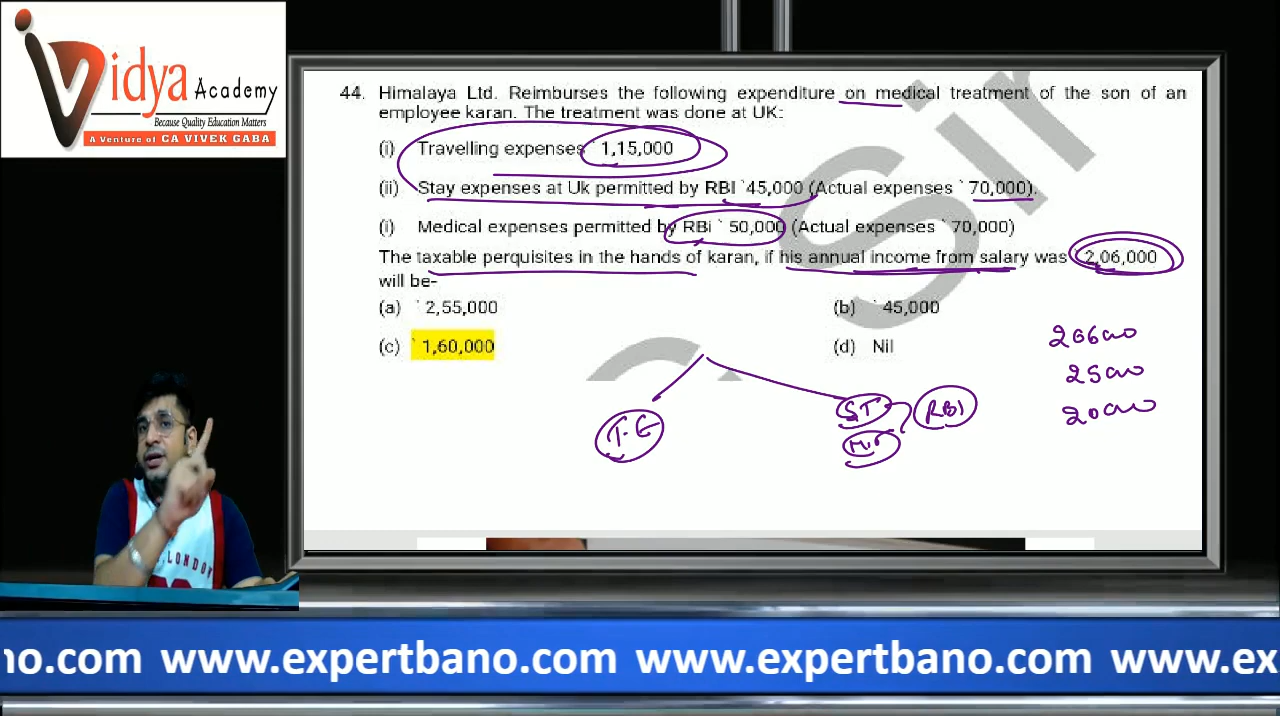 Vidya
Academy
Because Quality Education Matters
A Venture of CA VIVEK GABA
44. Himalaya Ltd. Reimburses the following expenditure on medical treatment of the son of an
employee karan. The treatment was done at UK:
(i) Travelling expenses ` 1,15,000
(ii) Stay expenses at Uk permitted by RBI `45,000 (Actual expenses ` 70,000).
(i) Medical expenses permitted by RBi ` 50,000 (Actual expenses ` 70,000)
The taxable perquisites in the hands of karan, if his annual income from salary was ` 2,06,000
will be-
(a) ` 2,55,000
(b) ` 45,000
(c) ` 1,60,000
(d) Nil
Sir
T.E
ST
RBI
LONDON
no.com www.expertbano.com www.expertbano.com www.ex